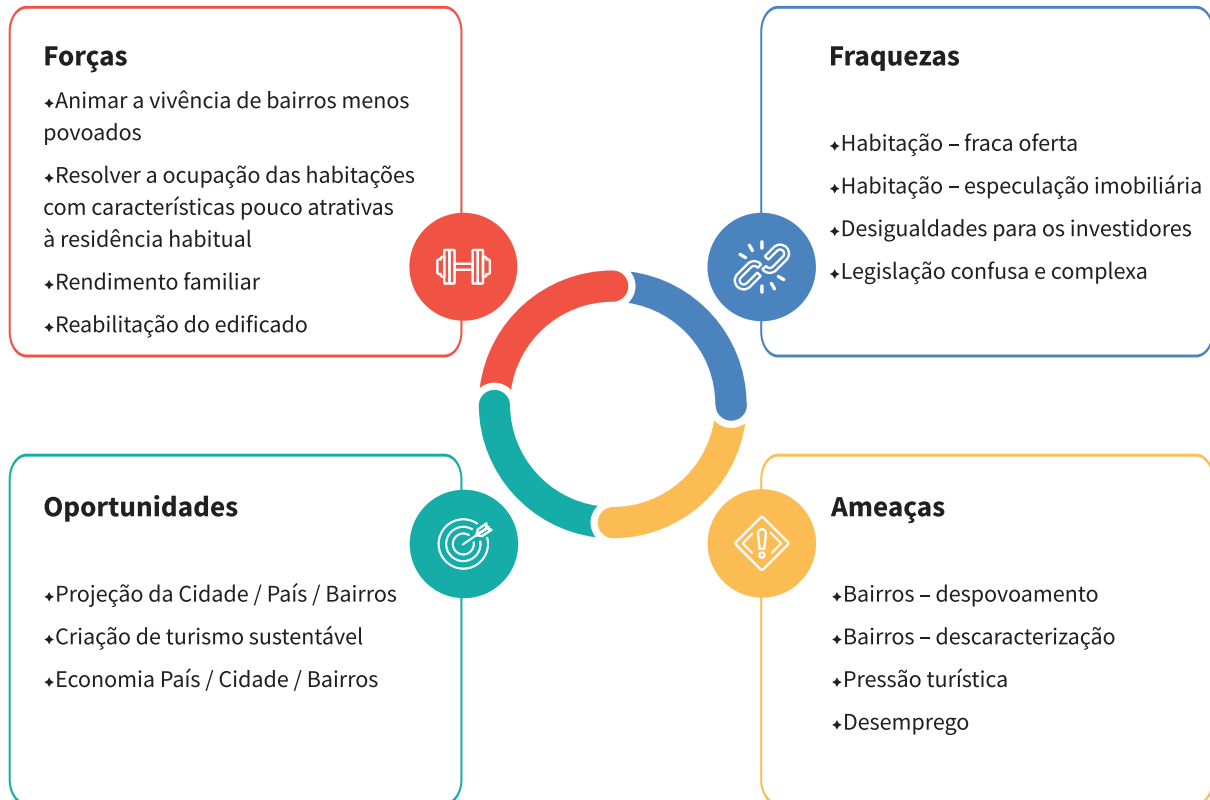 Forças
✦Animar a vivência de bairros menos
povoados
✦Resolver a ocupação das habitações
com características pouco atrativas
à residência habitual
✦Rendimento familiar
✦Reabilitação do edificado
Fraquezas
✦Habitação – fraca oferta
✦Habitação – especulação imobiliária
✦Desigualdades para os investidores
✦Legislação confusa e complexa
Oportunidades
✦Projeção da Cidade / País / Bairros
✦Criação de turismo sustentável
✦Economia País / Cidade / Bairros
Ameaças
✦Bairros – despovoamento
✦Bairros – descaracterização
✦Pressão turística
✦Desemprego